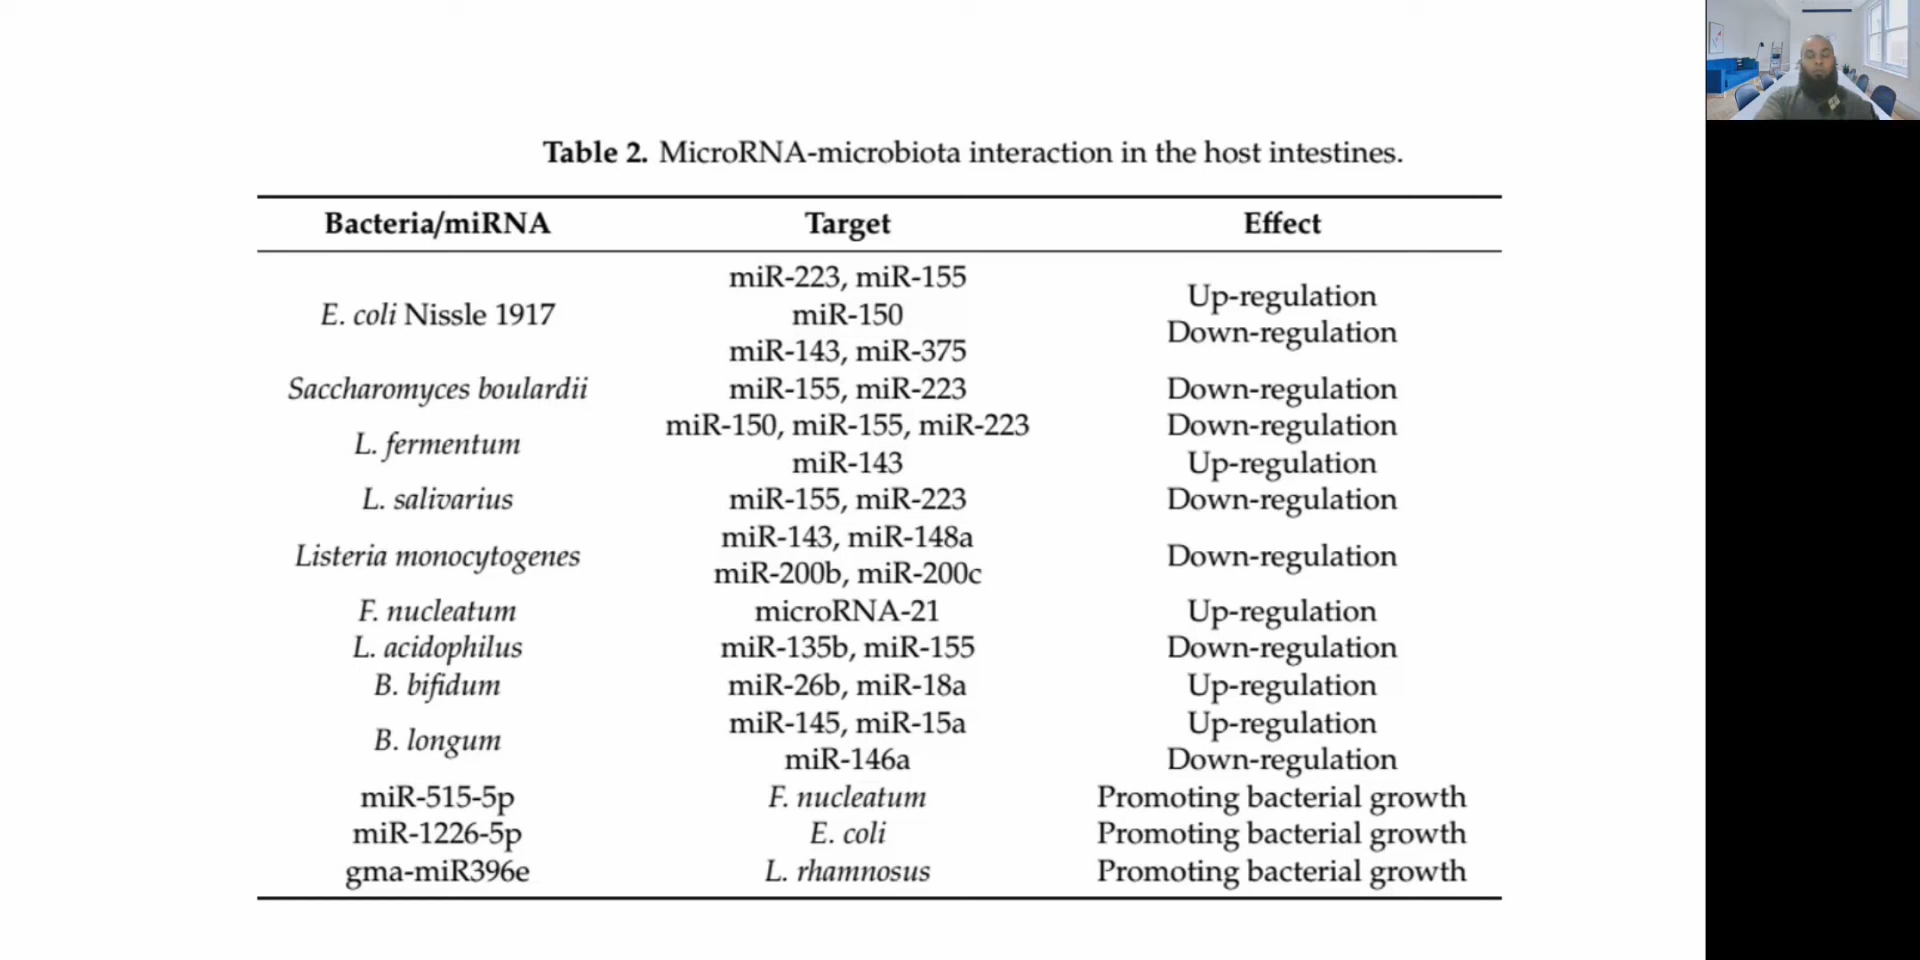 Table 2. MicroRNA-microbiota interaction in the host intestines.
Bacteria/miRNA Target Effect
E. coli Nissle 1917
miR-223, miR-155
miR-150
miR-143, miR-375
Up-regulation
Down-regulation
Saccharomyces boulardii miR-155, miR-223 Down-regulation
L. fermentum
miR-150, miR-155, miR-223 Down-regulation
miR-143 Up-regulation
L. salivarius miR-155, miR-223 Down-regulation
Listeria monocytogenes
miR-143, miR-148a
miR-200b, miR-200c
Down-regulation
F. nucleatum microRNA-21 Up-regulation
L. acidophilus miR-135b, miR-155 Down-regulation
B. bifidum miR-26b, miR-18a Up-regulation
B. longum
miR-145, miR-15a Up-regulation
miR-146a Down-regulation
miR-515-5p F. nucleatum Promoting bacterial growth
miR-1226-5p E. coli Promoting bacterial growth
gma-miR396e L. rhamnosus Promoting bacterial growth